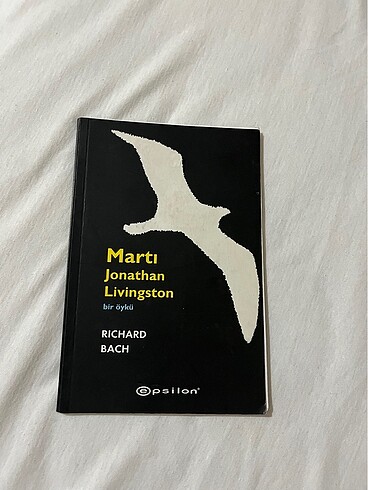 Martı
Jonathan
Livingston
bir öykü
RICHARD
BACH
epsilon®